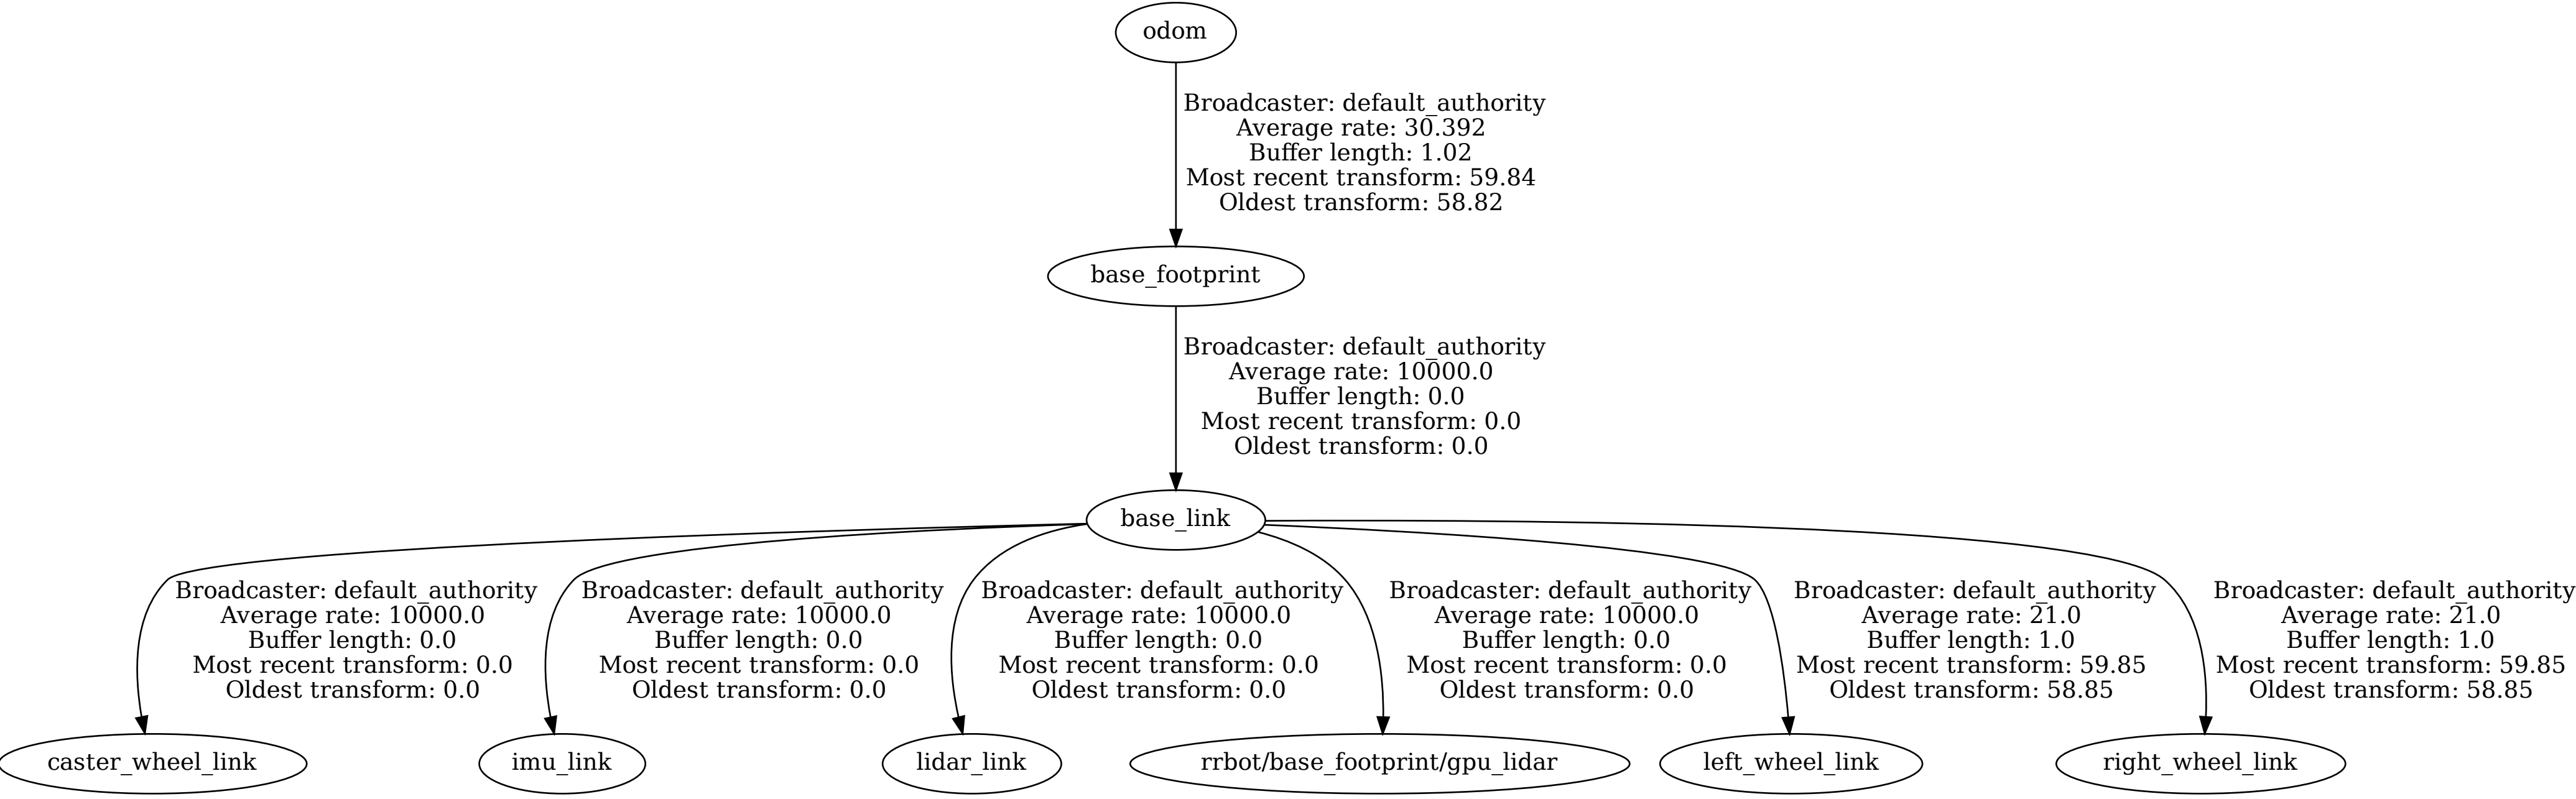 odom
Broadcaster: default_authority
Average rate: 30.392
Buffer length: 1.02
Most recent transform: 59.84
Oldest transform: 58.82
base_footprint
Broadcaster: default_authority
Average rate: 10000.0
Buffer length: 0.0
Most recent transform: 0.0
Oldest transform: 0.0
base_link
Broadcaster: default_authority
Average rate: 10000.0
Buffer length: 0.0
Most recent transform: 0.0
Oldest transform: 0.0
Broadcaster: default_authority
Average rate: 10000.0
Buffer length: 0.0
Most recent transform: 0.0
Oldest transform: 0.0
Broadcaster: default_authority
Average rate: 10000.0
Buffer length: 0.0
Most recent transform: 0.0
Oldest transform: 0.0
Broadcaster: default_authority
Average rate: 10000.0
Buffer length: 0.0
Most recent transform: 0.0
Oldest transform: 0.0
Broadcaster: default_authority
Average rate: 21.0
Buffer length: 1.0
Most recent transform: 59.85
Oldest transform: 58.85
Broadcaster: default_authority
Average rate: 21.0
Buffer length: 1.0
Most recent transform: 59.85
Oldest transform: 58.85
caster_wheel_link
imu_link
lidar_link
rrbot/base_footprint/gpu_lidar
left_wheel_link
right_wheel_link